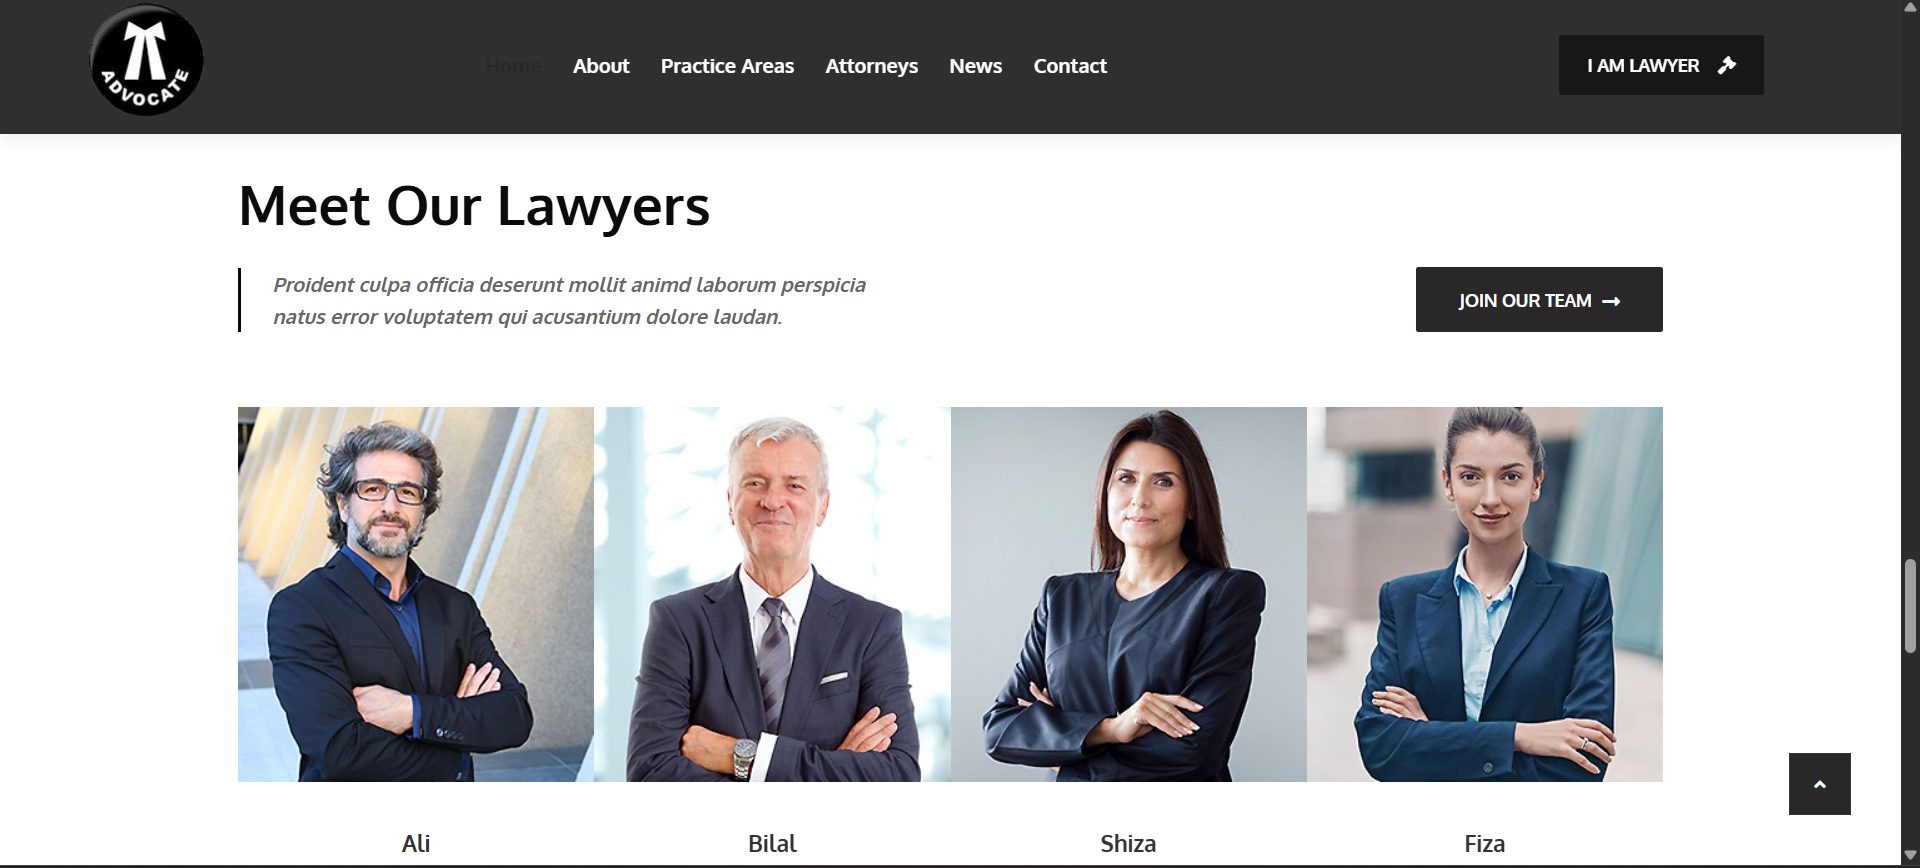 ADVOCATE
Home About Practice Areas Attorneys News Contact
I AM LAWYER
Meet Our Lawyers
Proident culpa officia deserunt mollit animd laborum perspicia
natus error voluptatem qui acusantium dolore laudan.
JOIN OUR TEAM
Ali Bilal Shiza Fiza